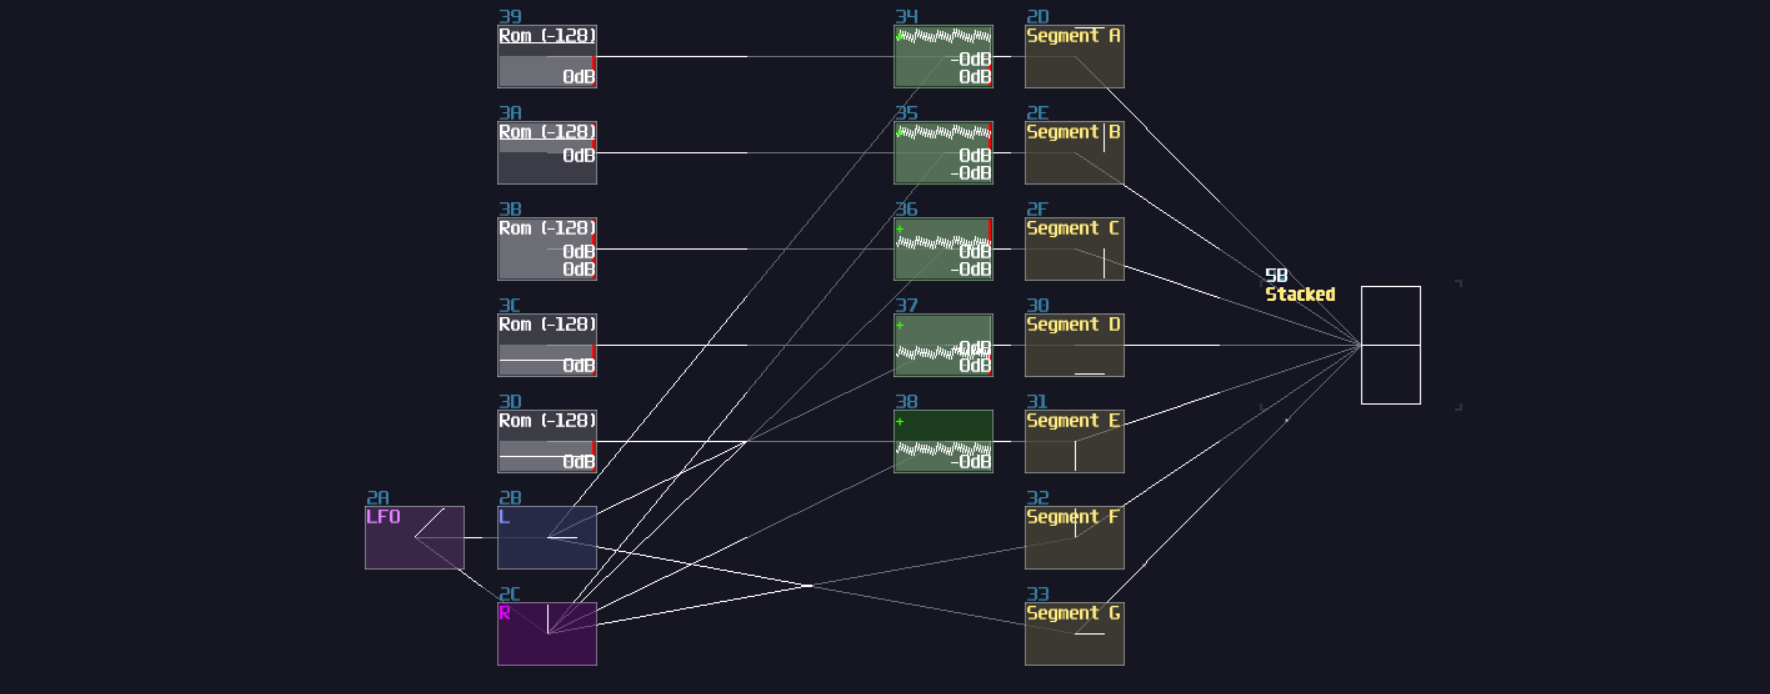 39
Rom (-128)
0dB
34
-0dB
0dB
2D
Segment A
3A
Rom (-128)
0dB
35
0dB
-0dB
2E
Segment B
3B
Rom (-128)
0dB
0dB
36
0dB
-0dB
2F
Segment C
5B
Stacked
3C
Rom (-128)
0dB
37
-0dB
0dB
30
Segment D
3D
Rom (-128)
0dB
38
-0dB
31
Segment E
2A
LFO
2B
L
32
Segment F
2C
R
33
Segment G